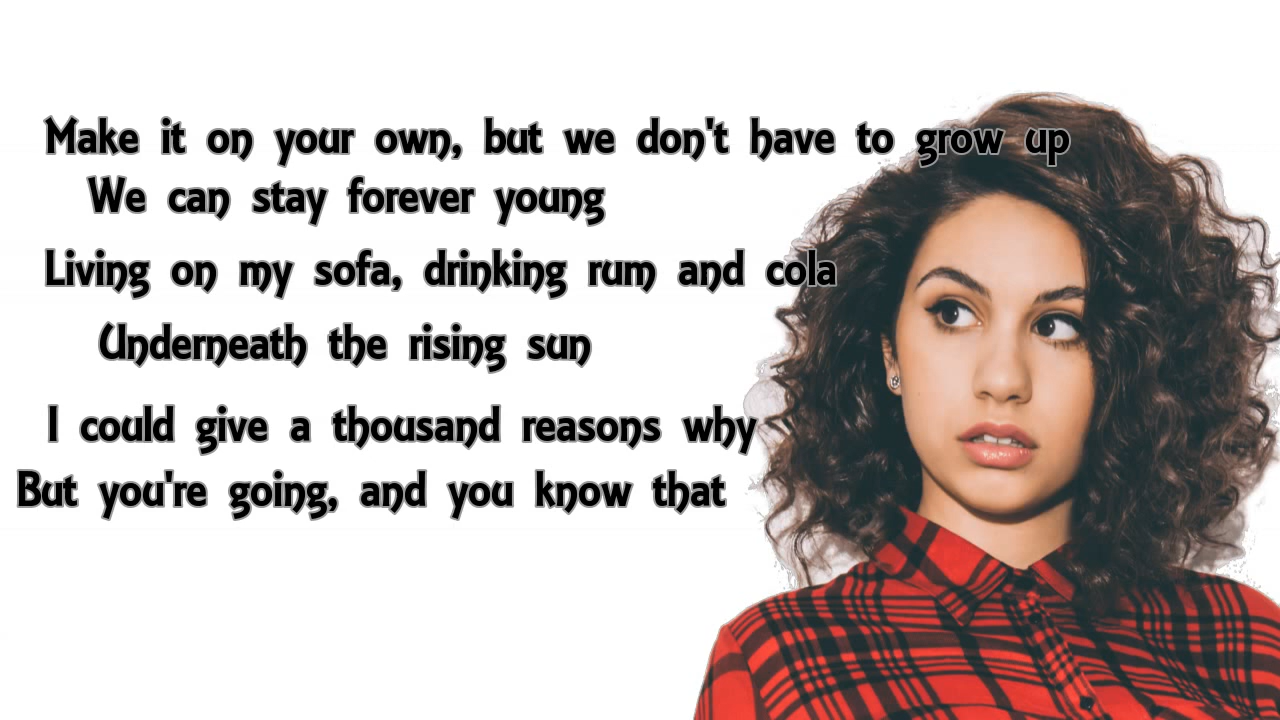 Make it on your own, but we don't have to grow up
We can stay forever young
Living on my sofa, drinking rum and cola
Underneath the rising sun
I could give a thousand reasons why
But you're going, and you know that